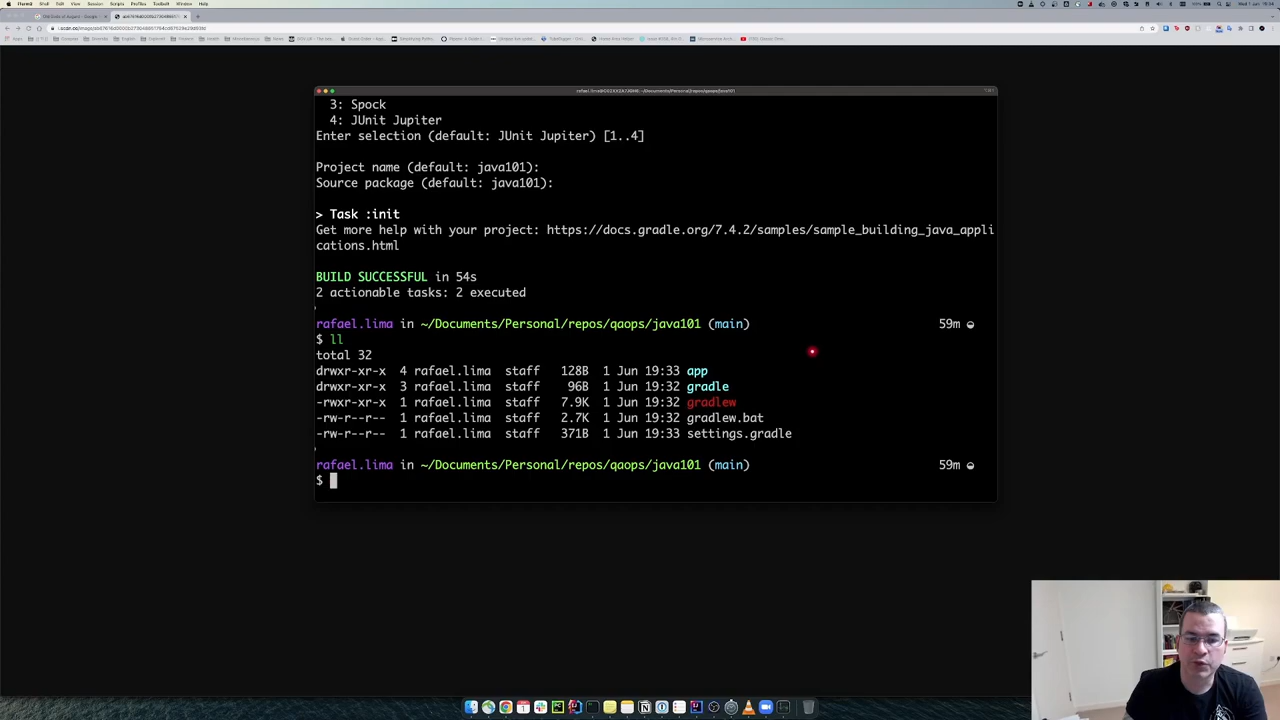 3: Spock
4: JUnit Jupiter
Enter selection (default: JUnit Jupiter) [1..4]
Project name (default: java101):
Source package (default: java101):
> Task :init
Get more help with your project: https://docs.gradle.org/7.4.2/samples/sample_building_java_appli
cations.html
BUILD SUCCESSFUL in 54s
2 actionable tasks: 2 executed
rafael.lima in ~/Documents/Personal/repos/qaops/java101 (main) 59m
$ ll
total 32
drwxr-xr-x 4 rafael.lima staff 128B 1 Jun 19:33 app
drwxr-xr-x 3 rafael.lima staff 96B 1 Jun 19:32 gradle
-rwxr-xr-x 1 rafael.lima staff 7.9K 1 Jun 19:32 gradlew
-rw-r--r-- 1 rafael.lima staff 2.7K 1 Jun 19:32 gradlew.bat
-rw-r--r-- 1 rafael.lima staff 371B 1 Jun 19:33 settings.gradle
rafael.lima in ~/Documents/Personal/repos/qaops/java101 (main) 59m
$